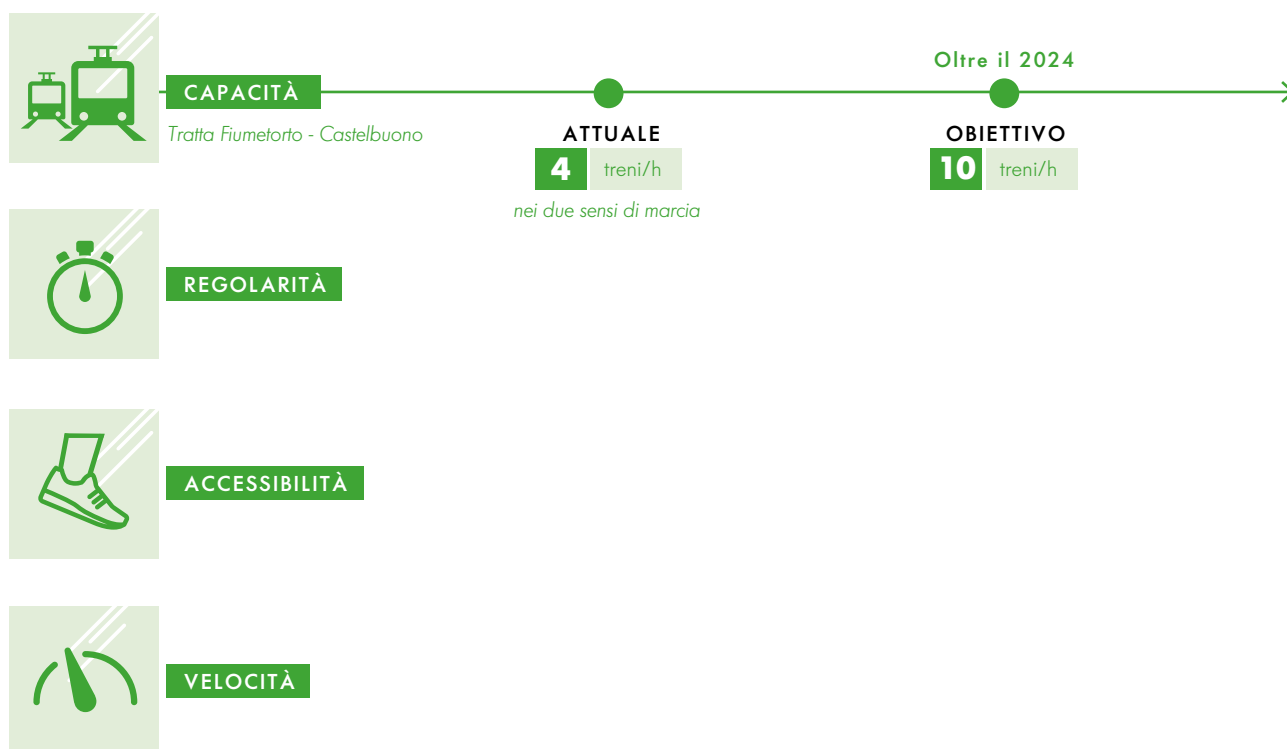 Oltre il 2024
CAPACITÀ
Tratta Fiumetorto - Castelbuono
ATTUALE
OBIETTIVO
4 treni/h
10 treni/h
nei due sensi di marcia
REGOLARITÀ
ACCESSIBILITÀ
VELOCITÀ